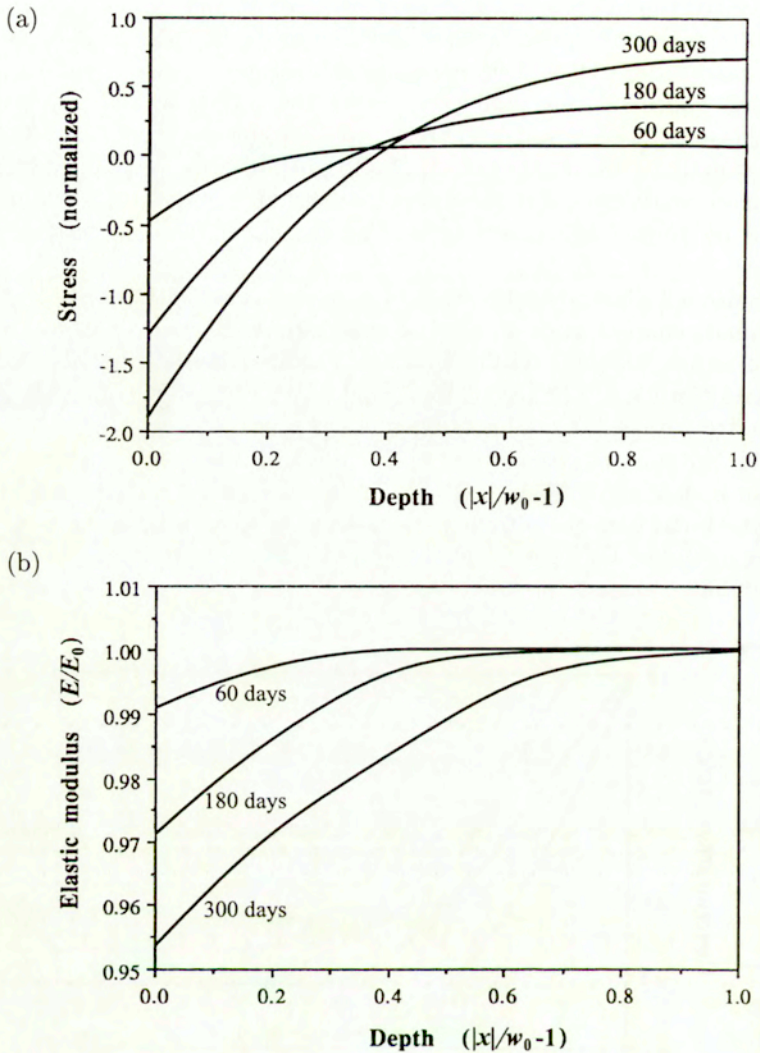 (a)
1.0
0.5
0.0
-0.5
-1.0
-1.5
-2.0
Stress (normalized)
300 days
180 days
60 days
0.0 0.2 0.4 0.6 0.8 1.0
Depth (|x|/w₀-1)
(b)
1.01
1.00
0.99
0.98
0.97
0.96
0.95
Elastic modulus (E/E₀)
60 days
180 days
300 days
0.0 0.2 0.4 0.6 0.8 1.0
Depth (|x|/w₀-1)